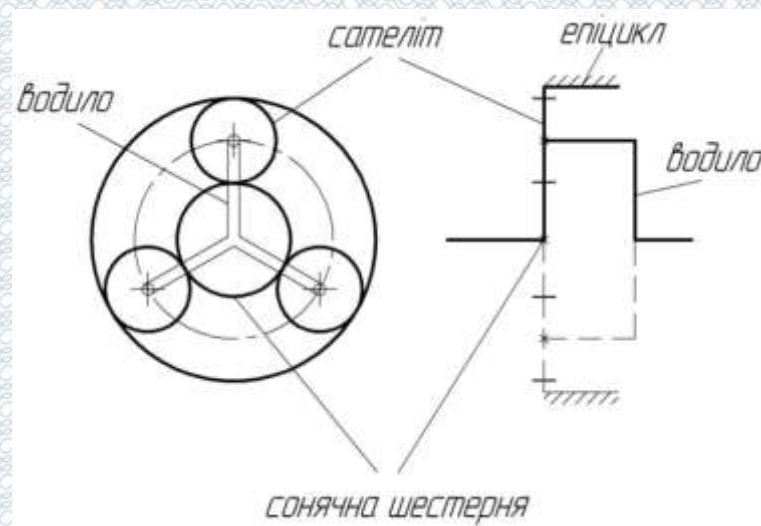 сателіт
епіцикл
водило
водило
сонячна шестерня